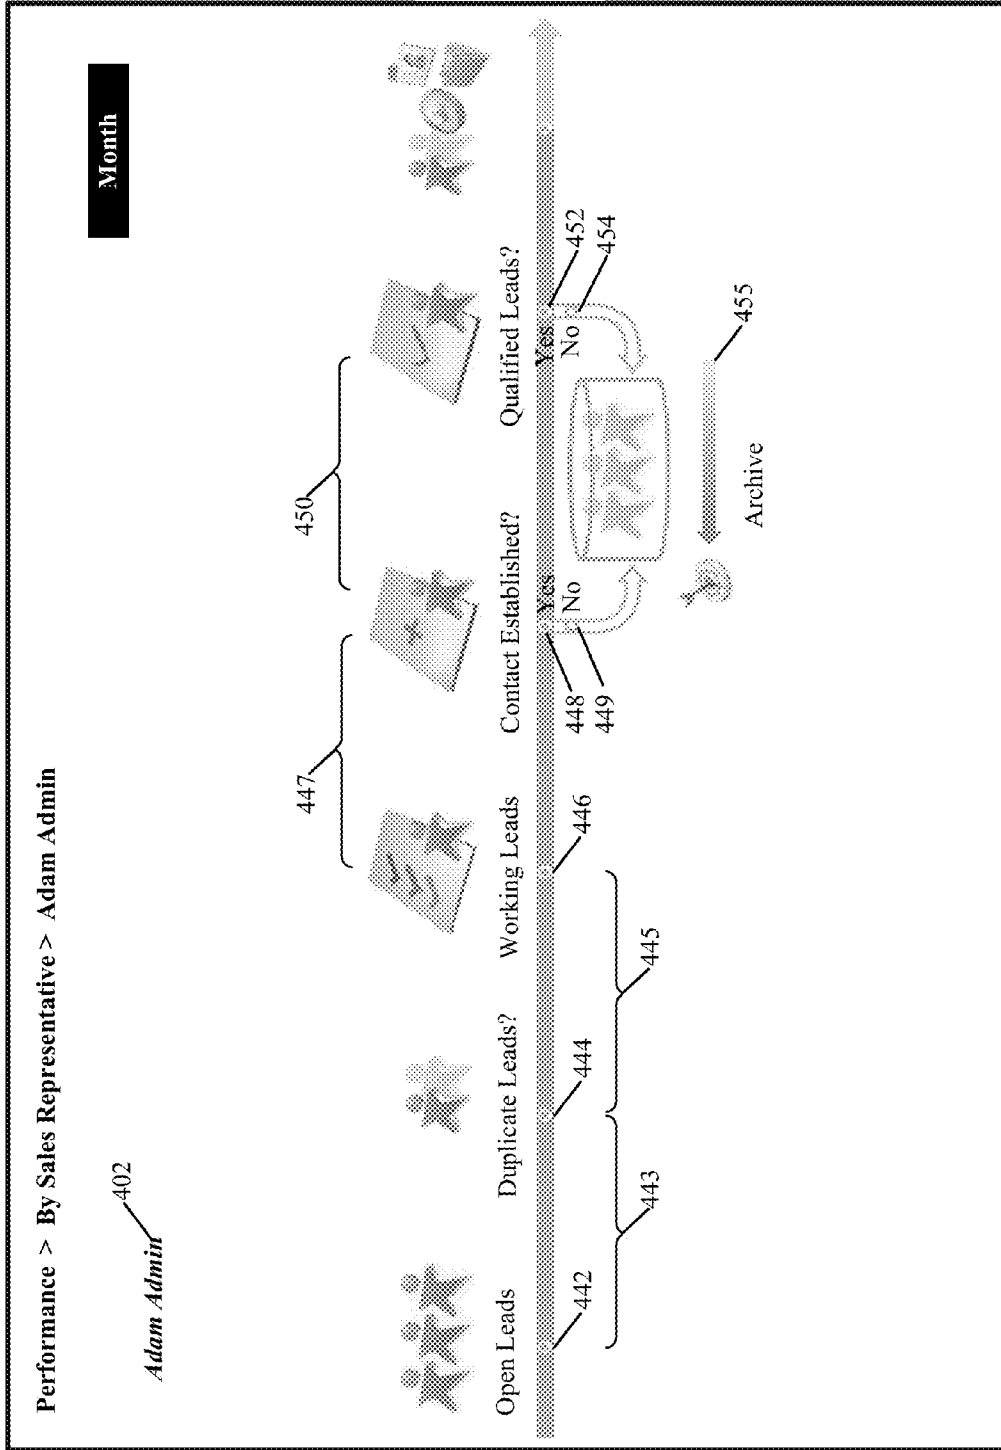 Performance > By Sales Representative > Adam Admin
Month
402
Adam Admin
447
450
Open Leads
Duplicate Leads?
Working Leads
Contact Established?
Qualified Leads?
442
444
446
448
Yes
449
No
Yes
452
No
454
443
445
455
Archive